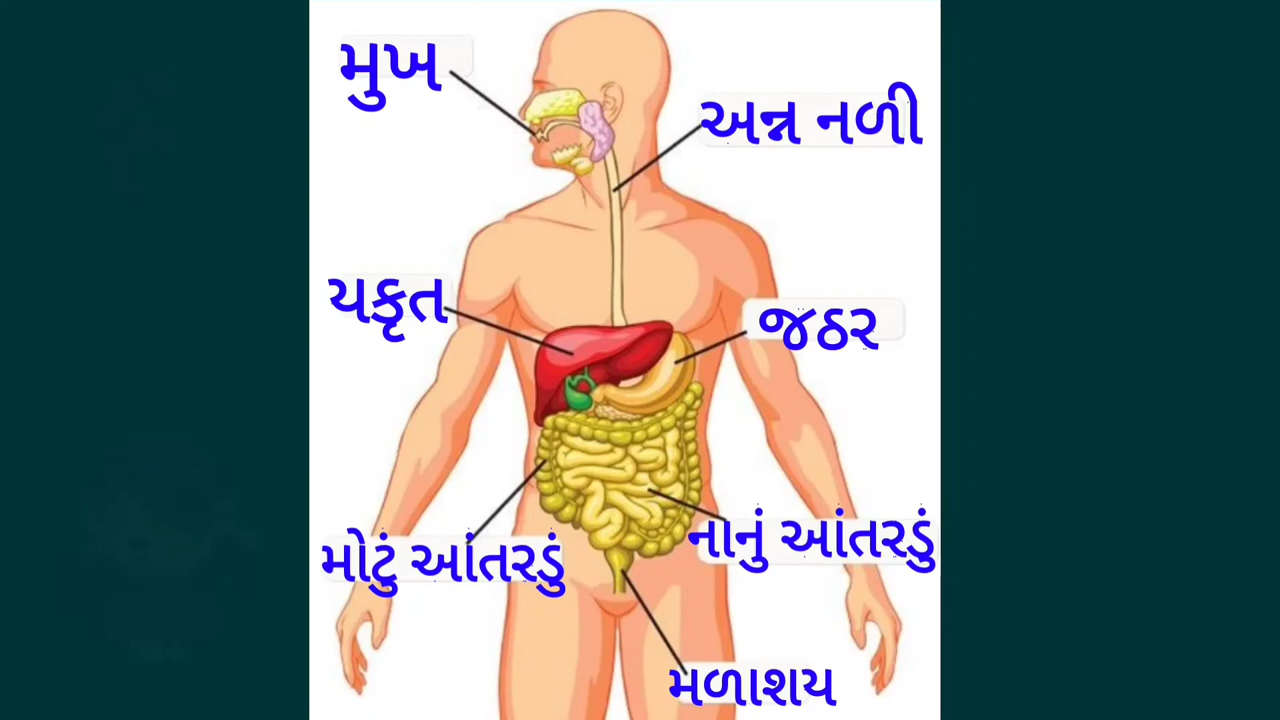 મુખ
અન્ન નળી
યકૃત
જઠર
નાનું આંતરડું
મોટું આંતરડું
મળાશય